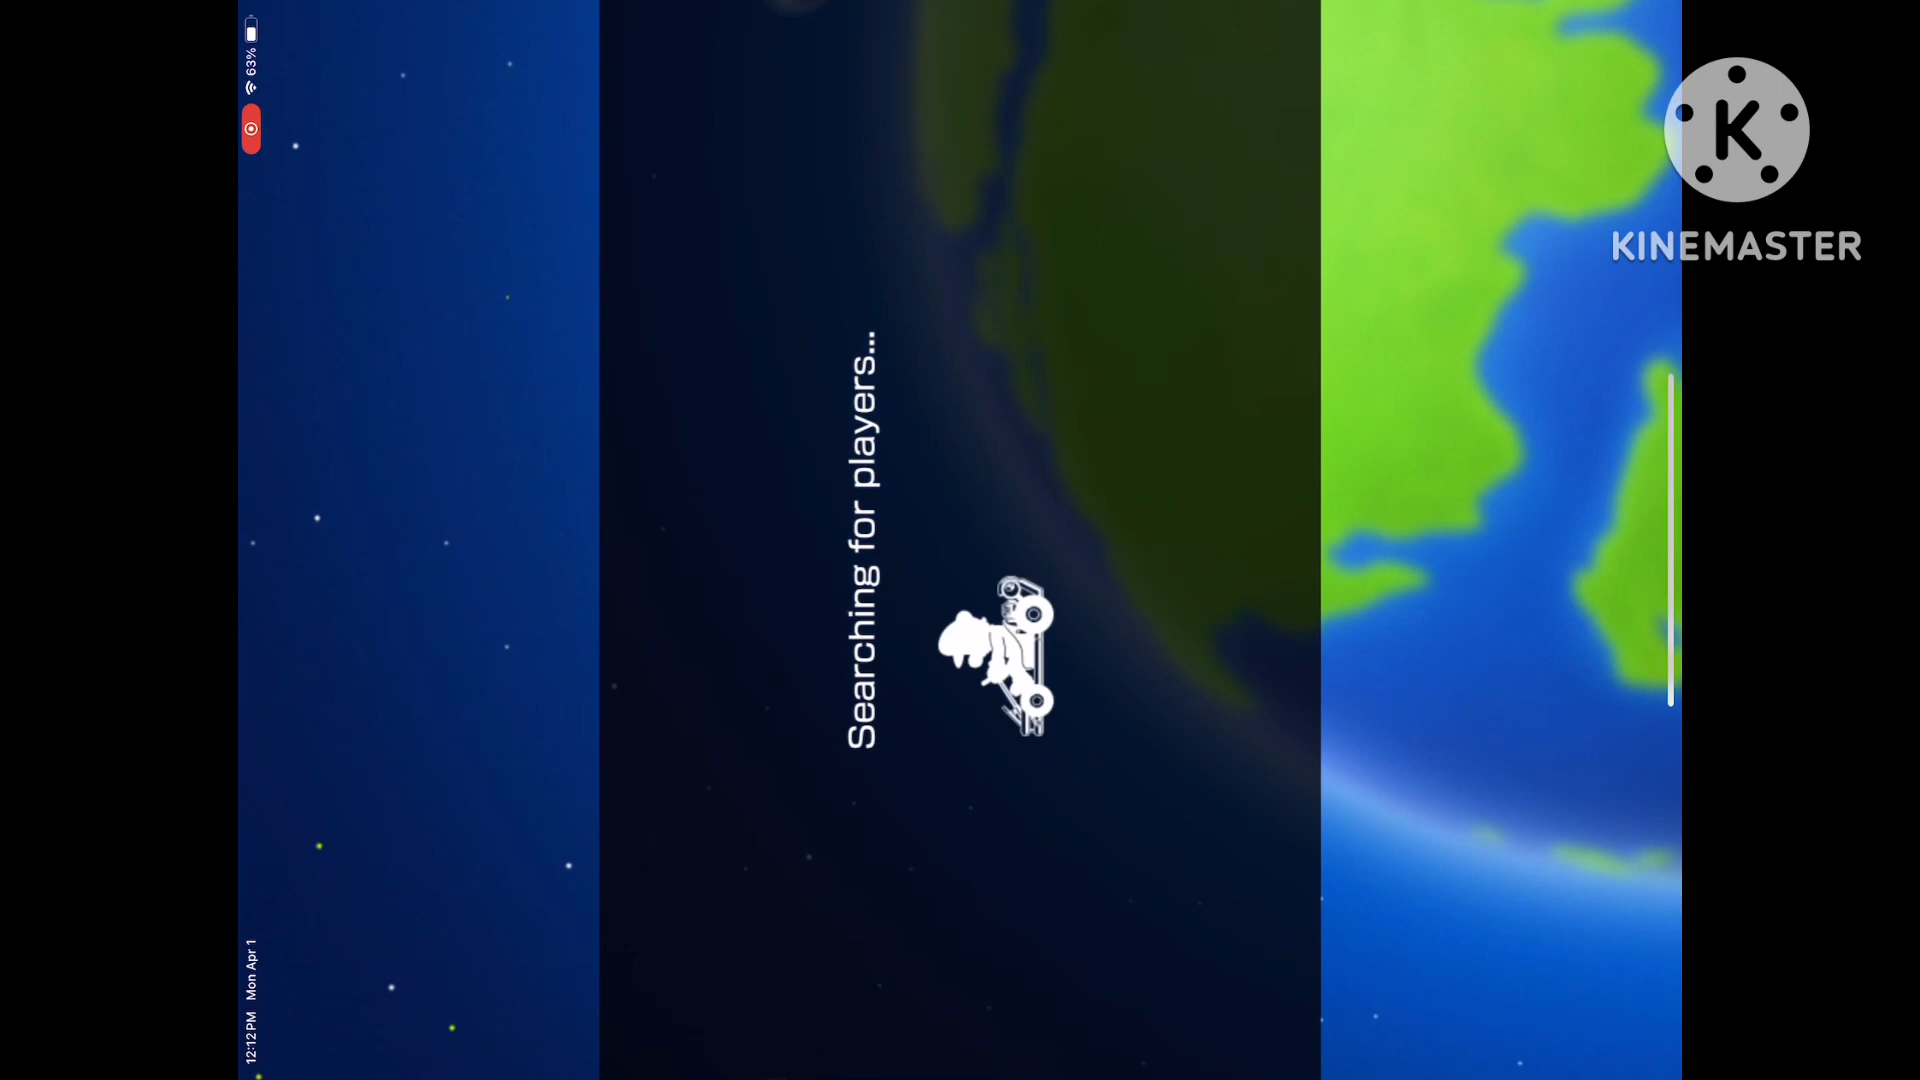 12:12 PM Mon Apr 1
63%
Searching for players...
K
KINEMASTER